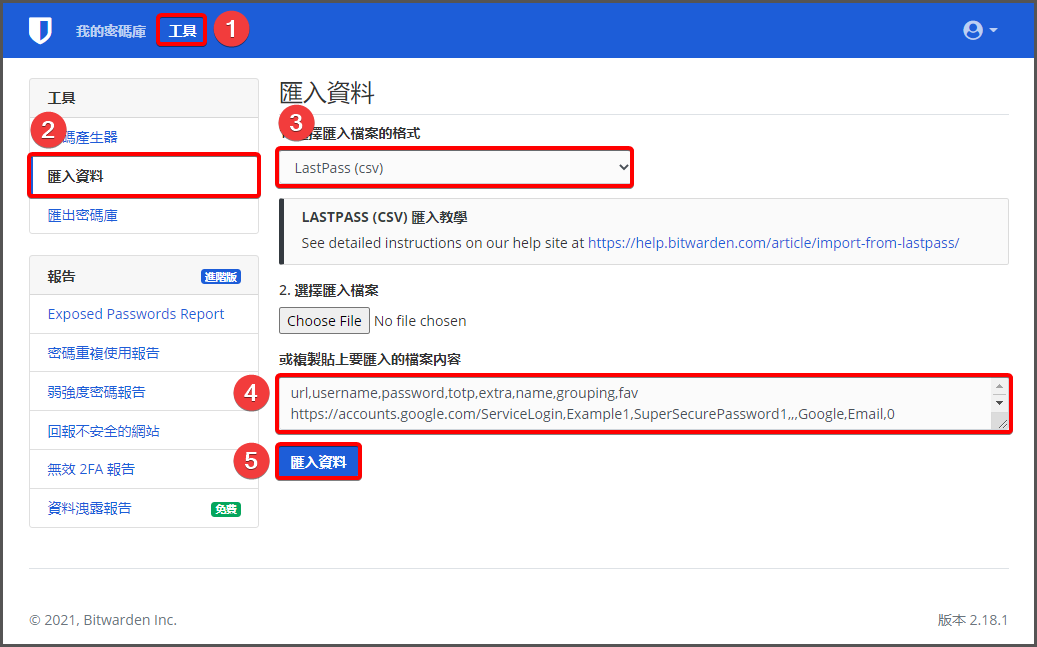 我的密碼庫 工具 1
工具
2 碼產生器
匯入資料
匯出密碼庫
報告 進階版
Exposed Passwords Report
密碼重複使用報告
弱強度密碼報告
回報不安全的網站
無效 2FA 報告
資料洩露報告 免費
匯入資料
3 選擇匯入檔案的格式
LastPass (csv)
LASTPASS (CSV) 匯入教學
See detailed instructions on our help site at https://help.bitwarden.com/article/import-from-lastpass/
2. 選擇匯入檔案
Choose File No file chosen
或複製貼上要匯入的檔案內容
4 url,username,password,totp,extra,name,grouping,fav
https://accounts.google.com/ServiceLogin,Example1,SuperSecurePassword1,,,Google,Email,0
5 匯入資料
© 2021, Bitwarden Inc. 版本 2.18.1